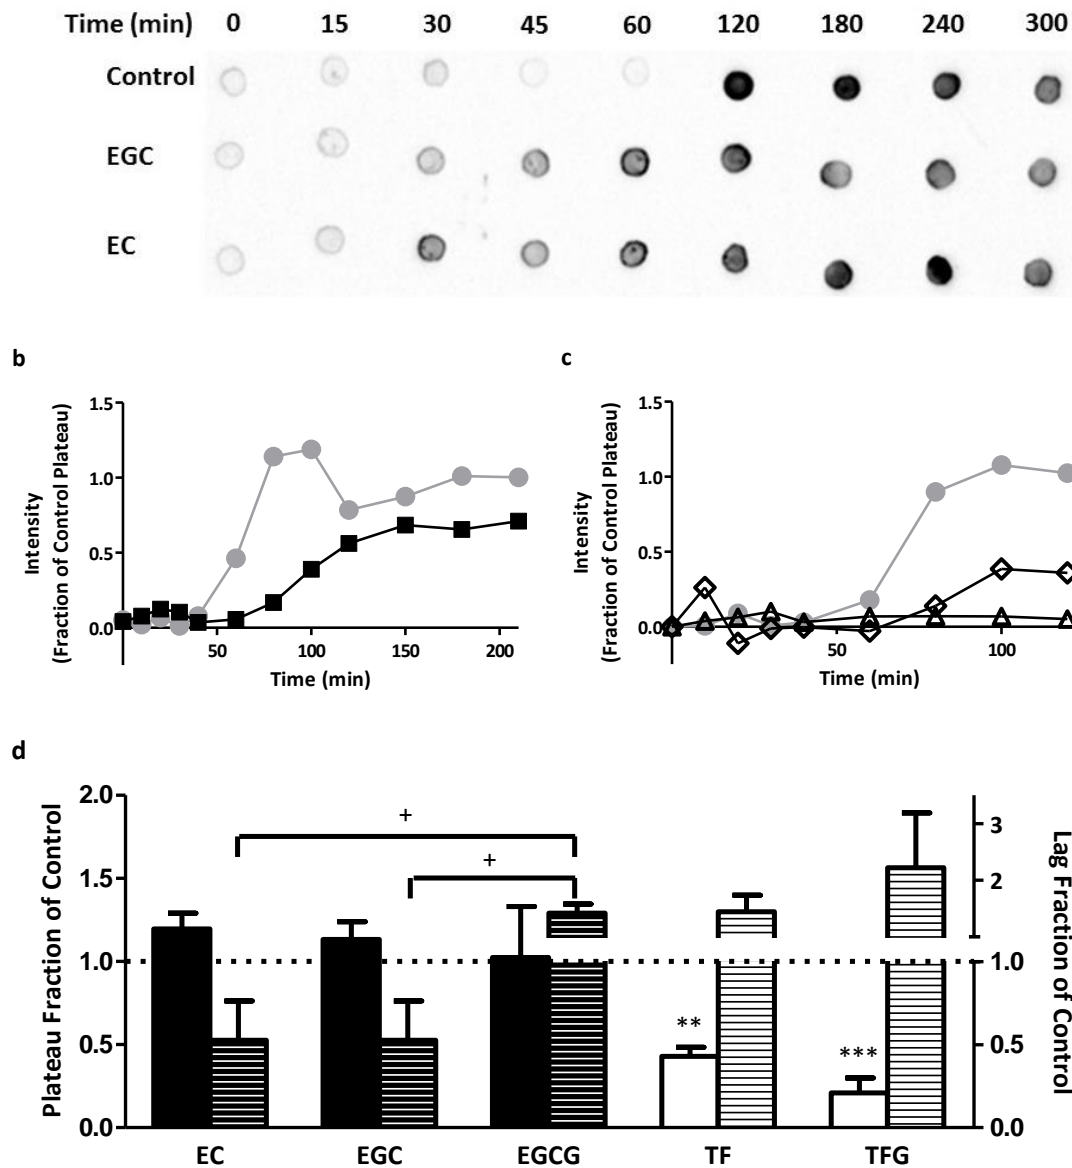 Time (min) 0 15 30 45 60 120 180 240 300
Control
EGC
EC
b
c
1.5
1.0
0.5
0.0
50 100 150 200
Time (min)
Intensity
(Fraction of Control Plateau)
1.5
1.0
0.5
0.0
50 100
Time (min)
Intensity
(Fraction of Control Plateau)
d
2.0
1.5
1.0
0.5
0.0
Plateau Fraction of Control
+
+
**
***
3
2
1.0
0.5
0.0
Lag Fraction of Control
EC EGC EGCG TF TFG